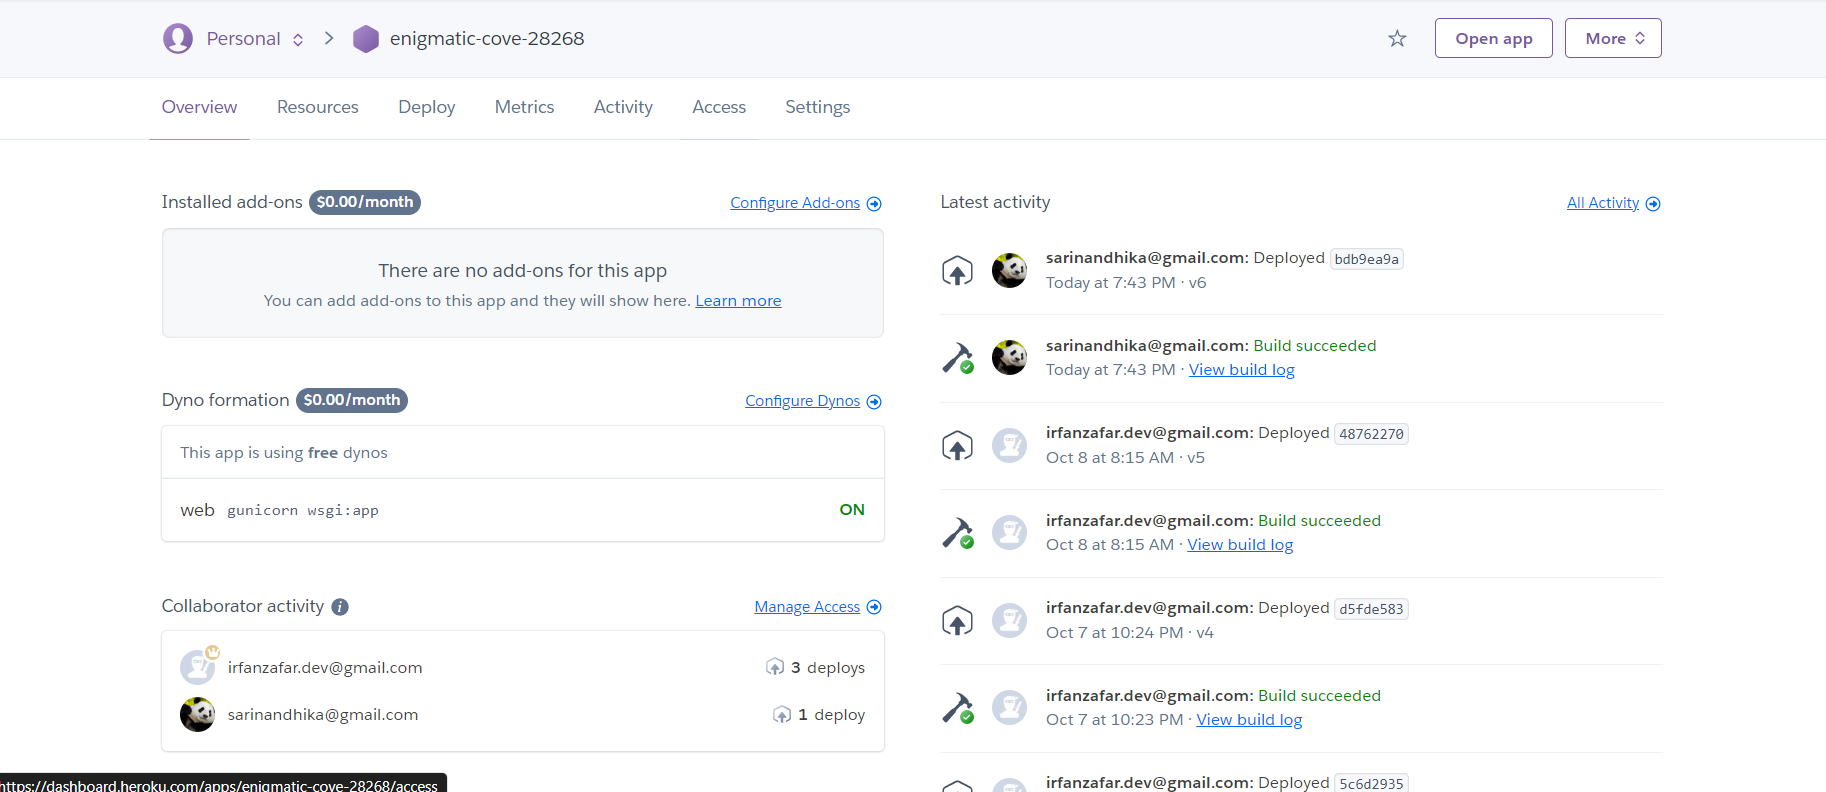 Personal
enigmatic-cove-28268
Open app
More
Overview
Resources
Deploy
Metrics
Activity
Access
Settings
Installed add-ons $0.00/month
Configure Add-ons
There are no add-ons for this app
You can add add-ons to this app and they will show here. Learn more
Dyno formation $0.00/month
Configure Dynos
This app is using free dynos
web gunicorn wsgi:app
ON
Collaborator activity i
Manage Access
irfanzafar.dev@gmail.com
3 deploys
sarinandhika@gmail.com
1 deploy
Latest activity
All Activity
sarinandhika@gmail.com: Deployed bdb9ea9a
Today at 7:43 PM · v6
sarinandhika@gmail.com: Build succeeded
Today at 7:43 PM · View build log
irfanzafar.dev@gmail.com: Deployed 48762270
Oct 8 at 8:15 AM · v5
irfanzafar.dev@gmail.com: Build succeeded
Oct 8 at 8:15 AM · View build log
irfanzafar.dev@gmail.com: Deployed d5fde583
Oct 7 at 10:24 PM · v4
irfanzafar.dev@gmail.com: Build succeeded
Oct 7 at 10:23 PM · View build log
irfanzafar.dev@gmail.com: Deployed 5c6d2935
https://dashboard.heroku.com/apps/enigmatic-cove-28268/access